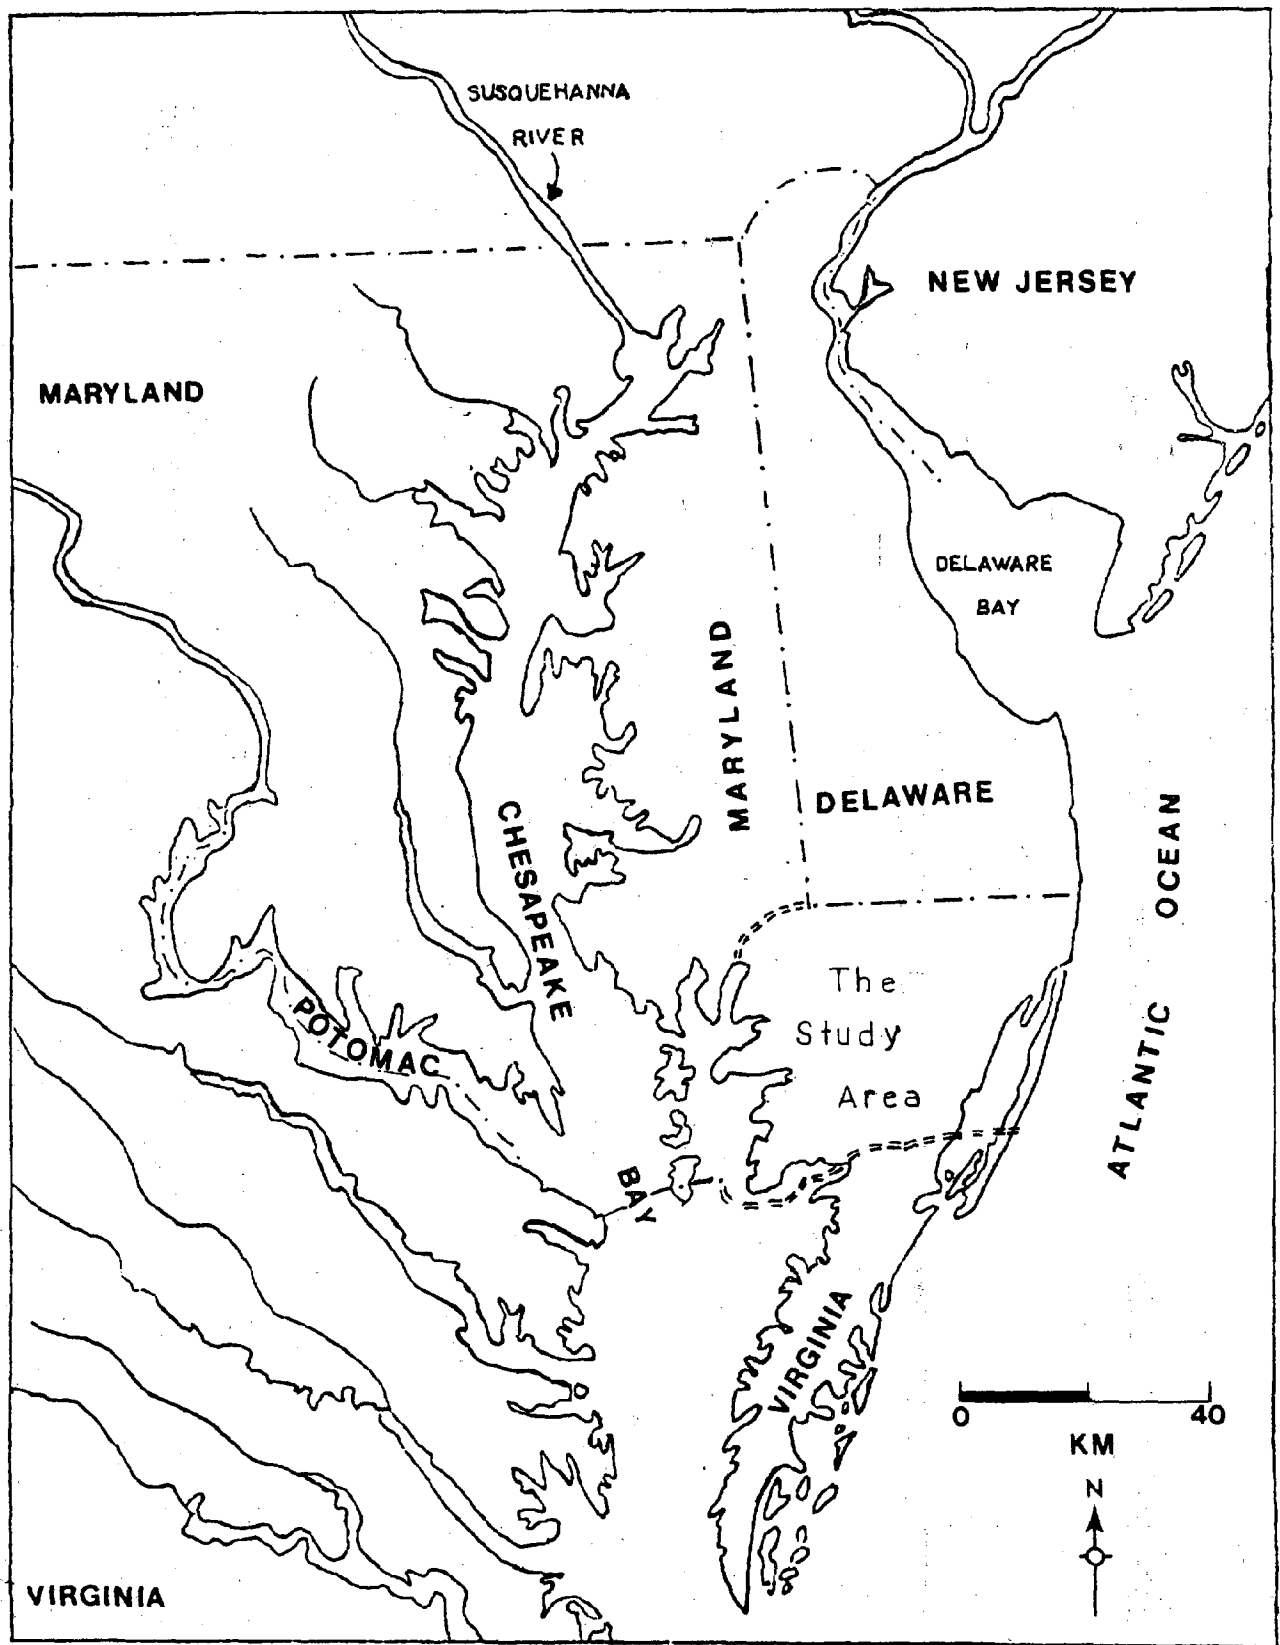 SUSQUEHANNA
RIVER
NEW JERSEY
MARYLAND
DELAWARE
BAY
MARYLAND
DELAWARE
CHESAPEAKE
BAY
ATLANTIC OCEAN
The
Study
Area
POTOMAC
VIRGINIA
0 40
KM
N
VIRGINIA